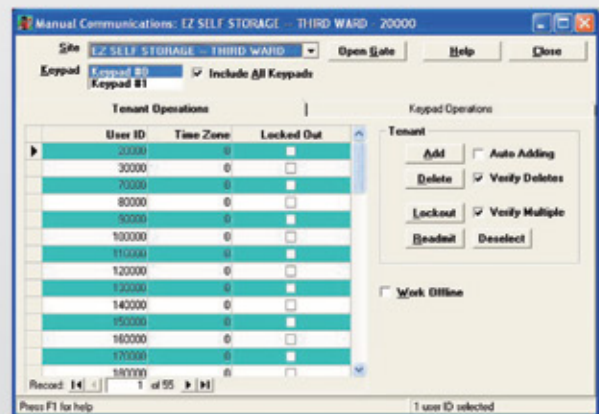 Manual Communications: EZ SELF STORAGE -- THIRD WARD - 20000
Site EZ SELF STORAGE -- THIRD WARD Open Gate Help Close
Keypad Keypad #0 Include All Keypads
Keypad #1
Tenant Operations Keypad Operations
User ID Time Zone Locked Out Tenant
20000 0
30000 0 Add Auto Adding
70000 0
80000 0 Delete Verify Deletes
90000 0
100000 0 Lockout Verify Multiple
110000 0
120000 0 Readmit Deselect
130000 0
140000 0 Work Offline
150000 0
160000 0
170000 0
180000 0
Record: 1 of 55
Press F1 for help 1 user ID selected